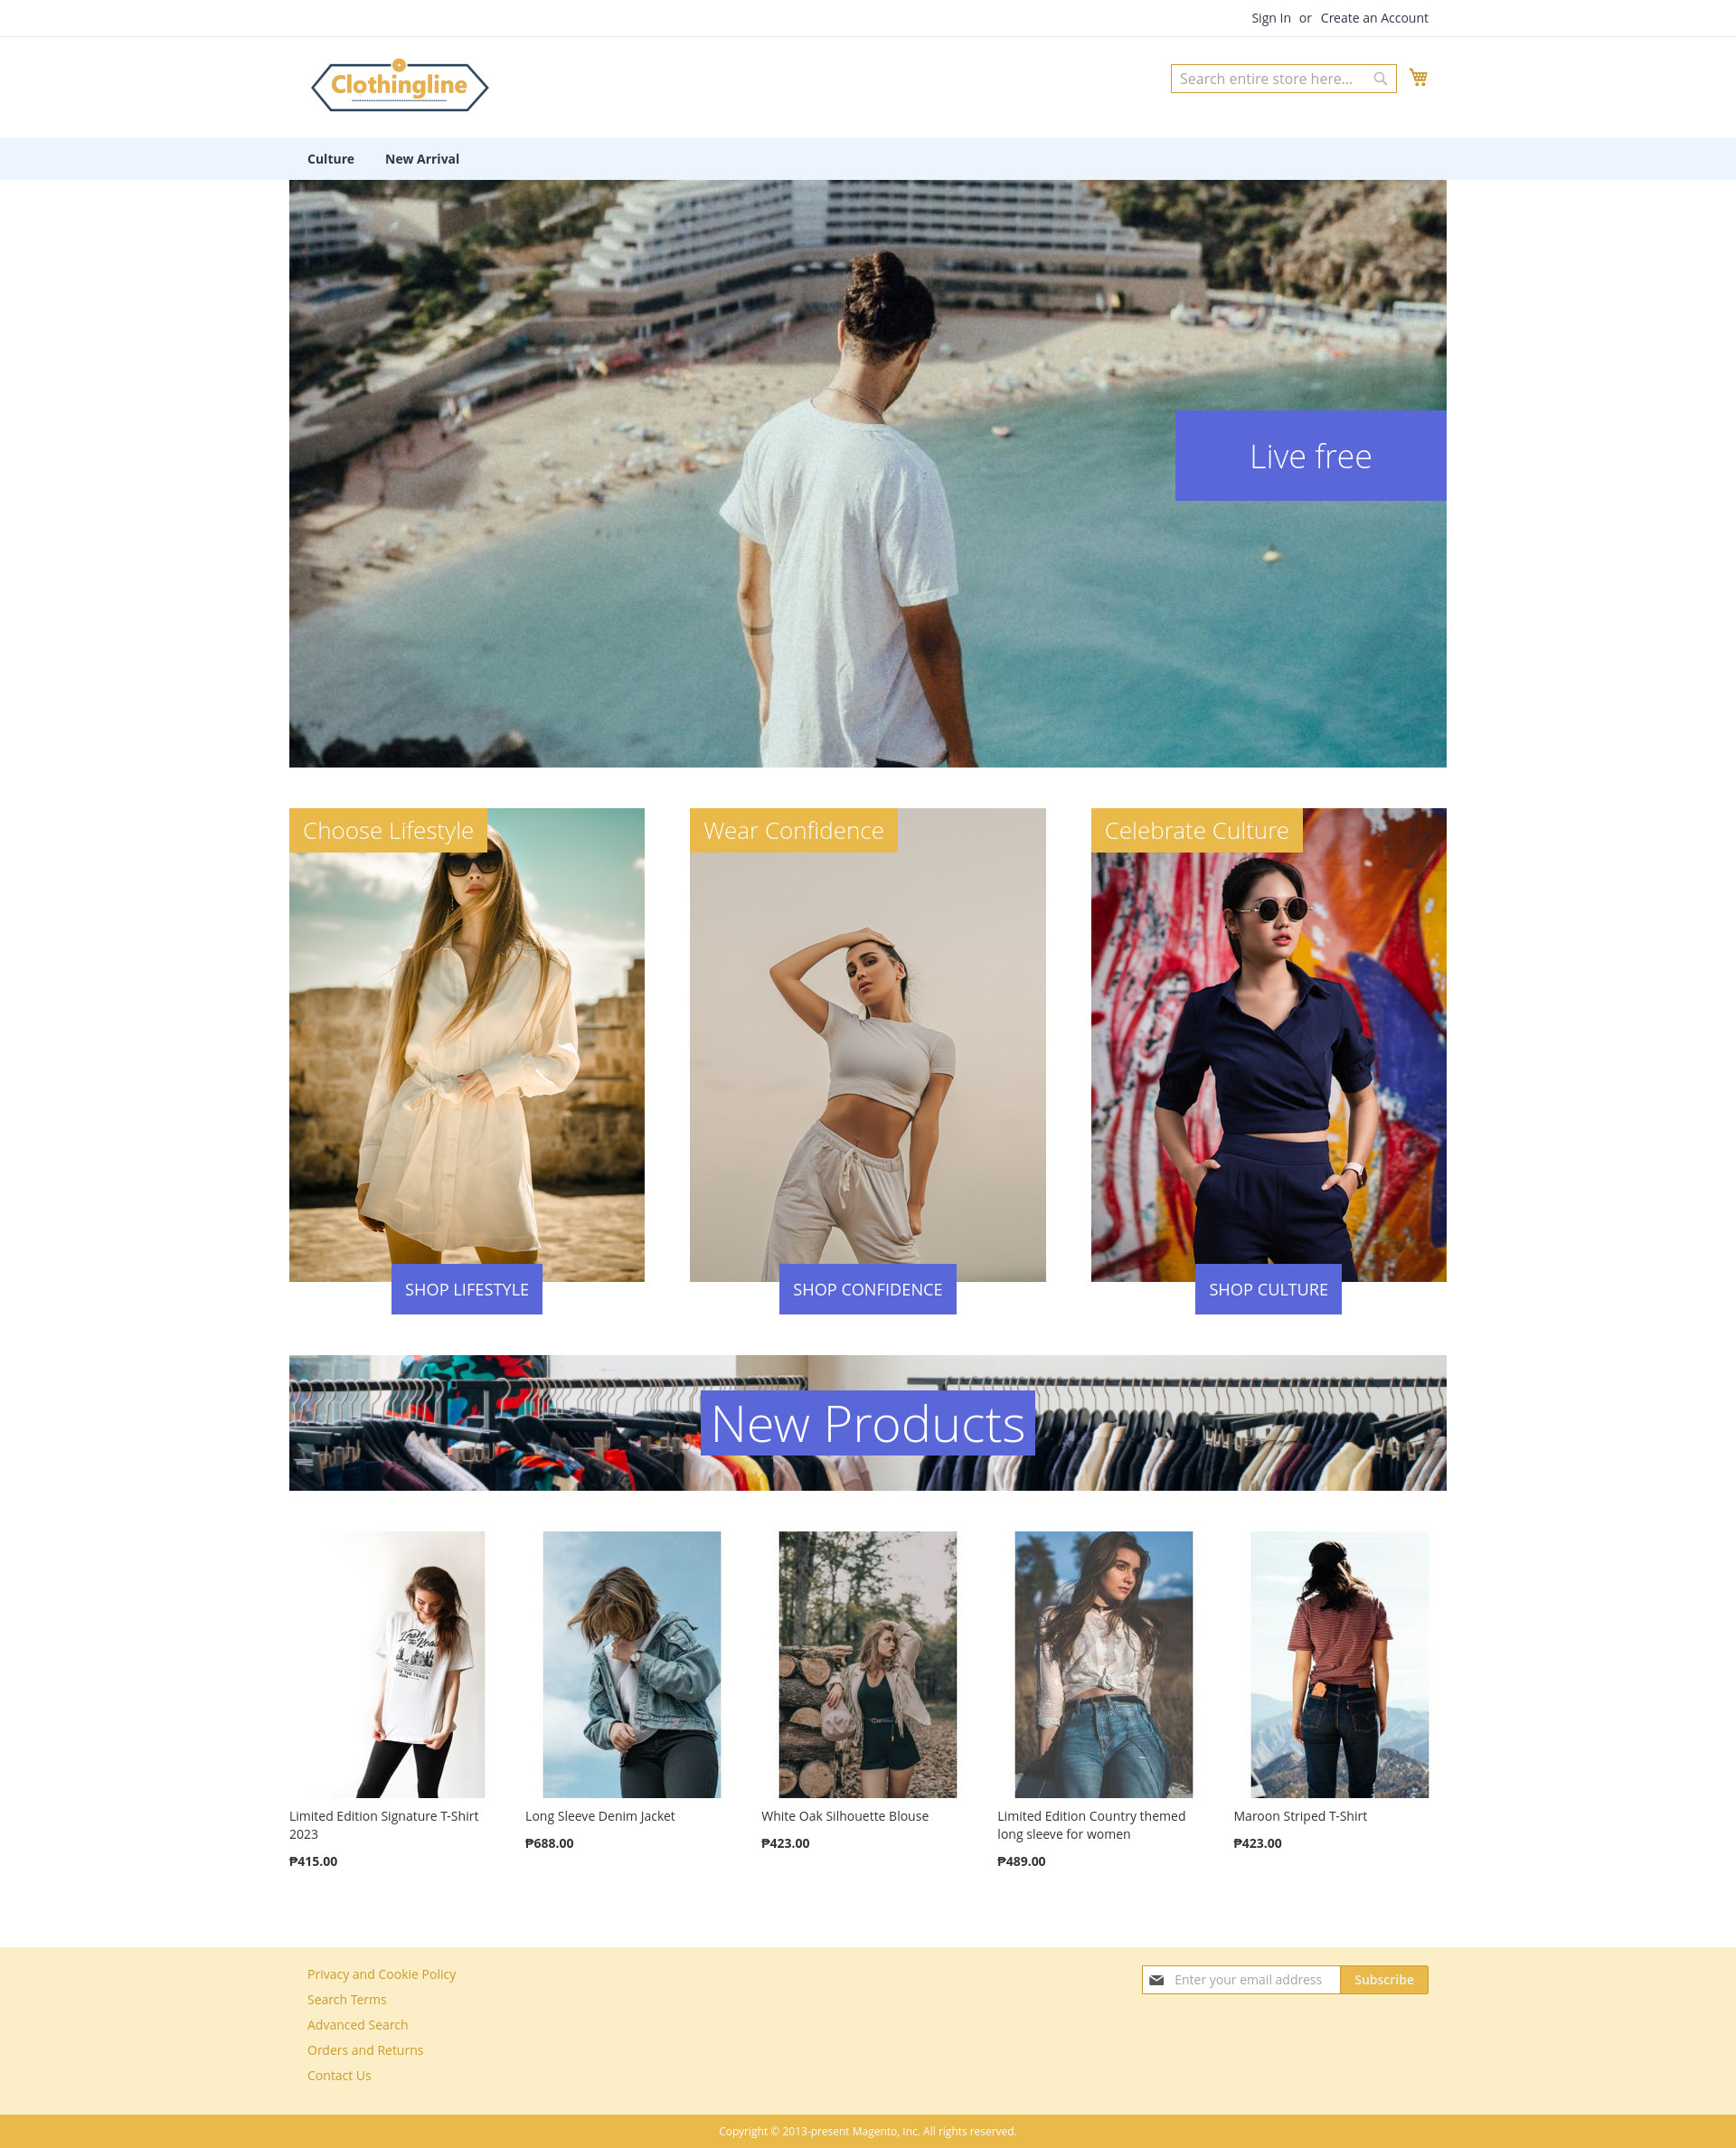 Sign In or Create an Account
Clothingline
Search entire store here...
Culture New Arrival
Live free
Choose Lifestyle
Wear Confidence
Celebrate Culture
SHOP LIFESTYLE
SHOP CONFIDENCE
SHOP CULTURE
New Products
Limited Edition Signature T-Shirt
2023
₱415.00
Long Sleeve Denim Jacket
₱688.00
White Oak Silhouette Blouse
₱423.00
Limited Edition Country themed
long sleeve for women
₱489.00
Maroon Striped T-Shirt
₱423.00
Privacy and Cookie Policy
Search Terms
Advanced Search
Orders and Returns
Contact Us
Enter your email address
Subscribe
Copyright © 2013-present Magento, Inc. All rights reserved.